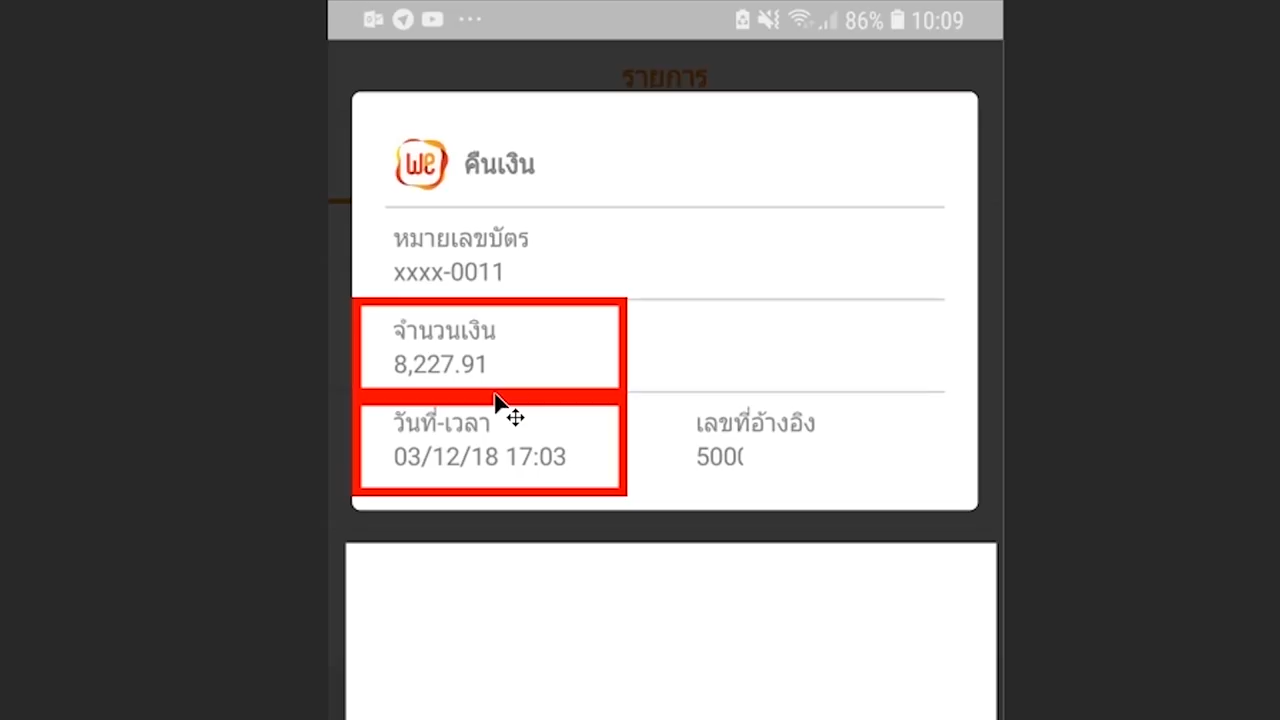 86% 10:09
รายการ
we คืนเงิน
หมายเลขบัตร
xxxx-0011
จำนวนเงิน
8,227.91
วันที่-เวลา
03/12/18 17:03
เลขที่อ้างอิง
500